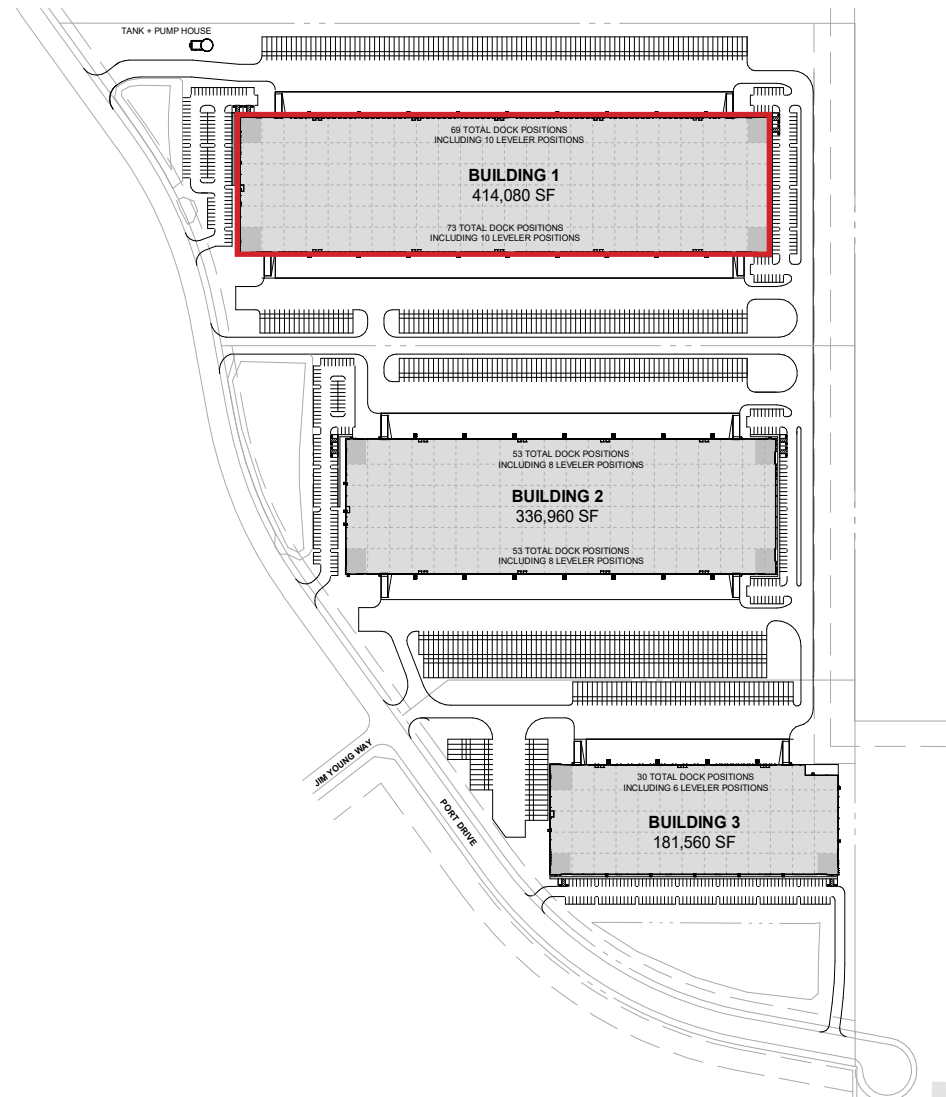 TANK + PUMP HOUSE
69 TOTAL DOCK POSITIONS
INCLUDING 10 LEVELER POSITIONS
BUILDING 1
414,080 SF
73 TOTAL DOCK POSITIONS
INCLUDING 10 LEVELER POSITIONS
53 TOTAL DOCK POSITIONS
INCLUDING 8 LEVELER POSITIONS
BUILDING 2
336,960 SF
53 TOTAL DOCK POSITIONS
INCLUDING 8 LEVELER POSITIONS
JIM YOUNG WAY
PORT DRIVE
30 TOTAL DOCK POSITIONS
INCLUDING 6 LEVELER POSITIONS
BUILDING 3
181,560 SF